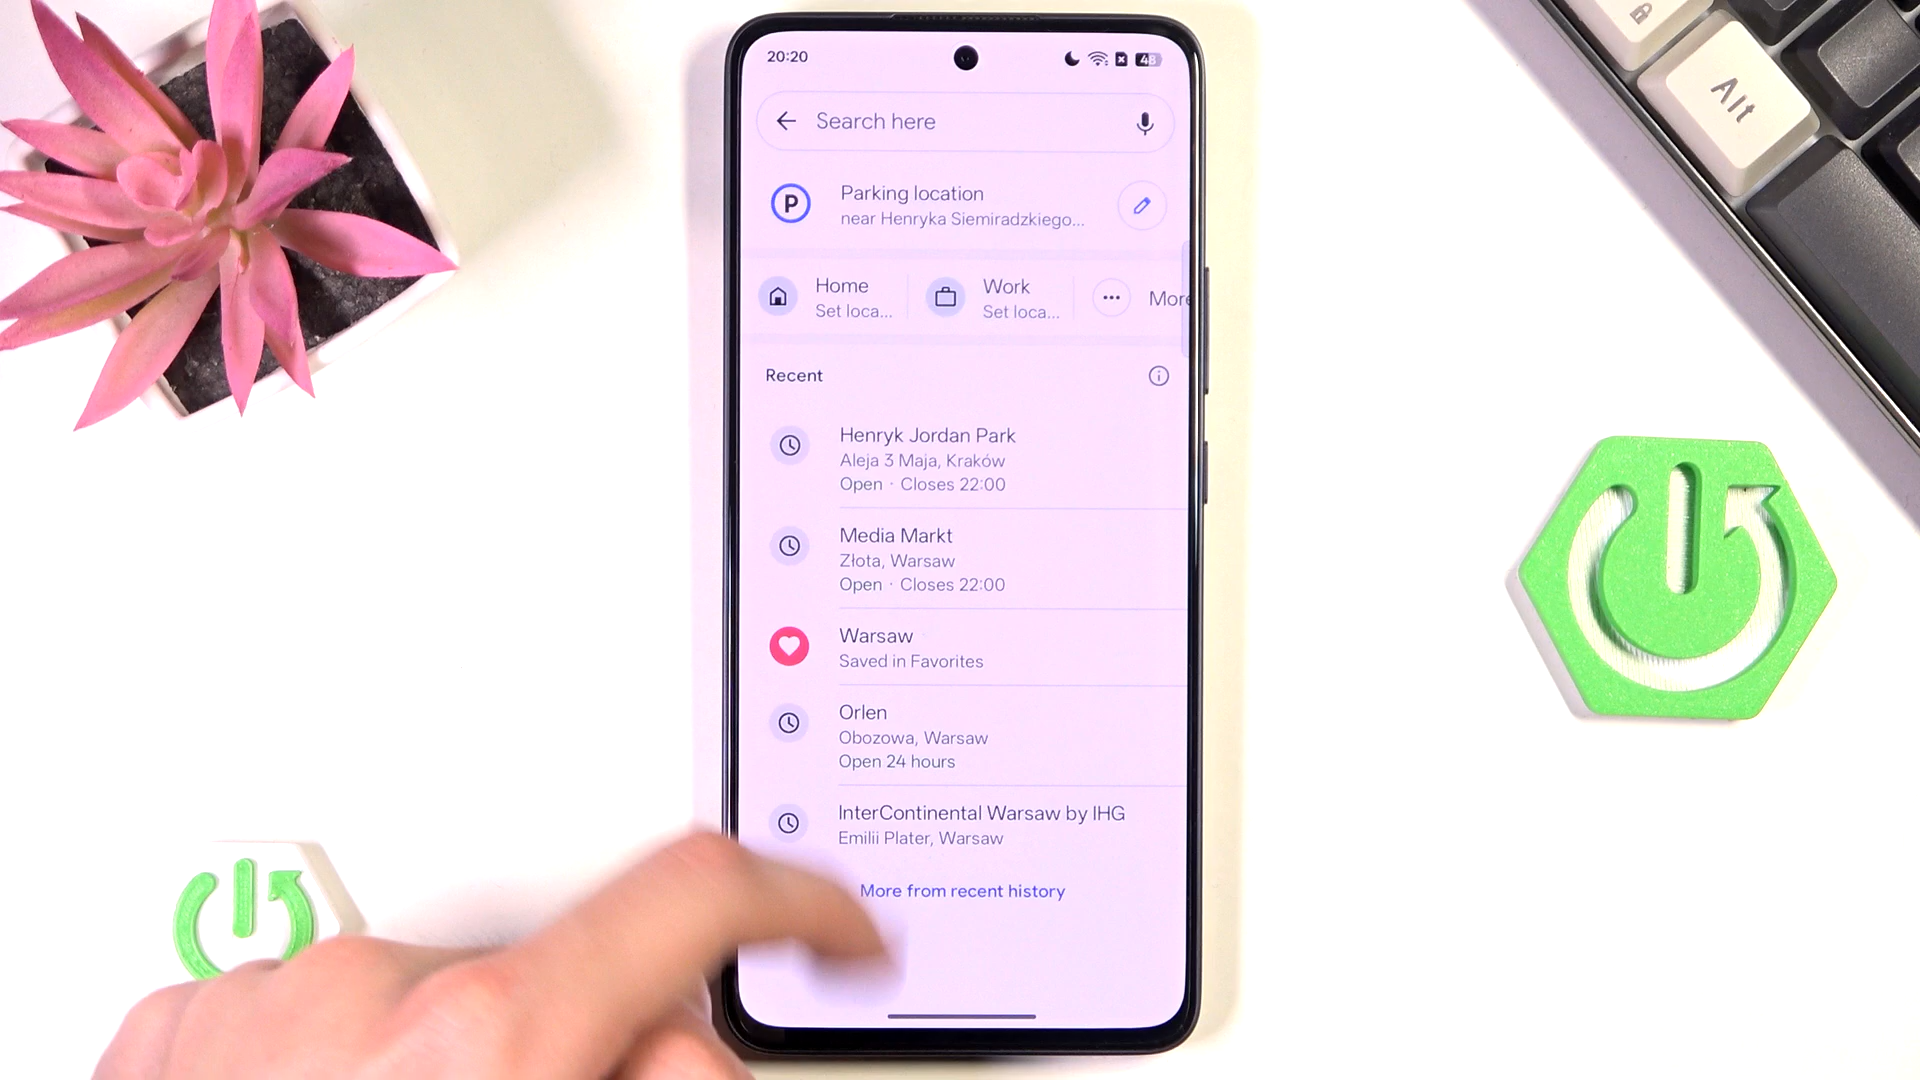 20:20
48
Search here
P
Parking location
near Henryka Siemiradzkiego...
Home
Set loca...
Work
Set loca...
More
Recent
Henryk Jordan Park
Aleja 3 Maja, Kraków
Open · Closes 22:00
Media Markt
Złota, Warsaw
Open · Closes 22:00
Warsaw
Saved in Favorites
Orlen
Obozowa, Warsaw
Open 24 hours
InterContinental Warsaw by IHG
Emilii Plater, Warsaw
More from recent history
Alt